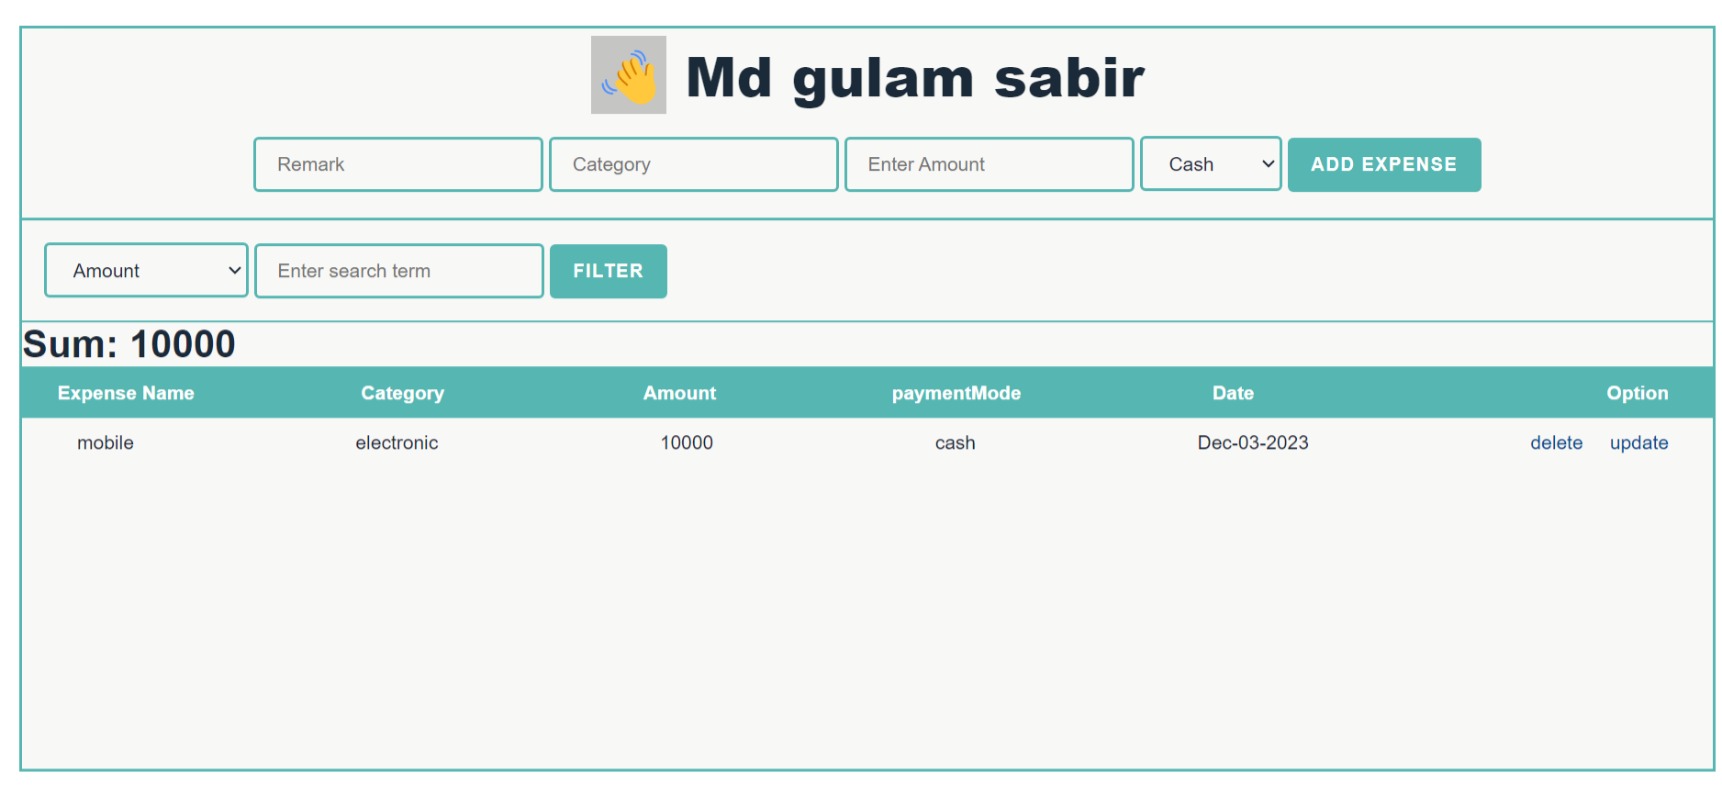 Md gulam sabir
Remark Category Enter Amount Cash ADD EXPENSE
Amount Enter search term FILTER
Sum: 10000
Expense Name Category Amount paymentMode Date Option
mobile electronic 10000 cash Dec-03-2023 delete update